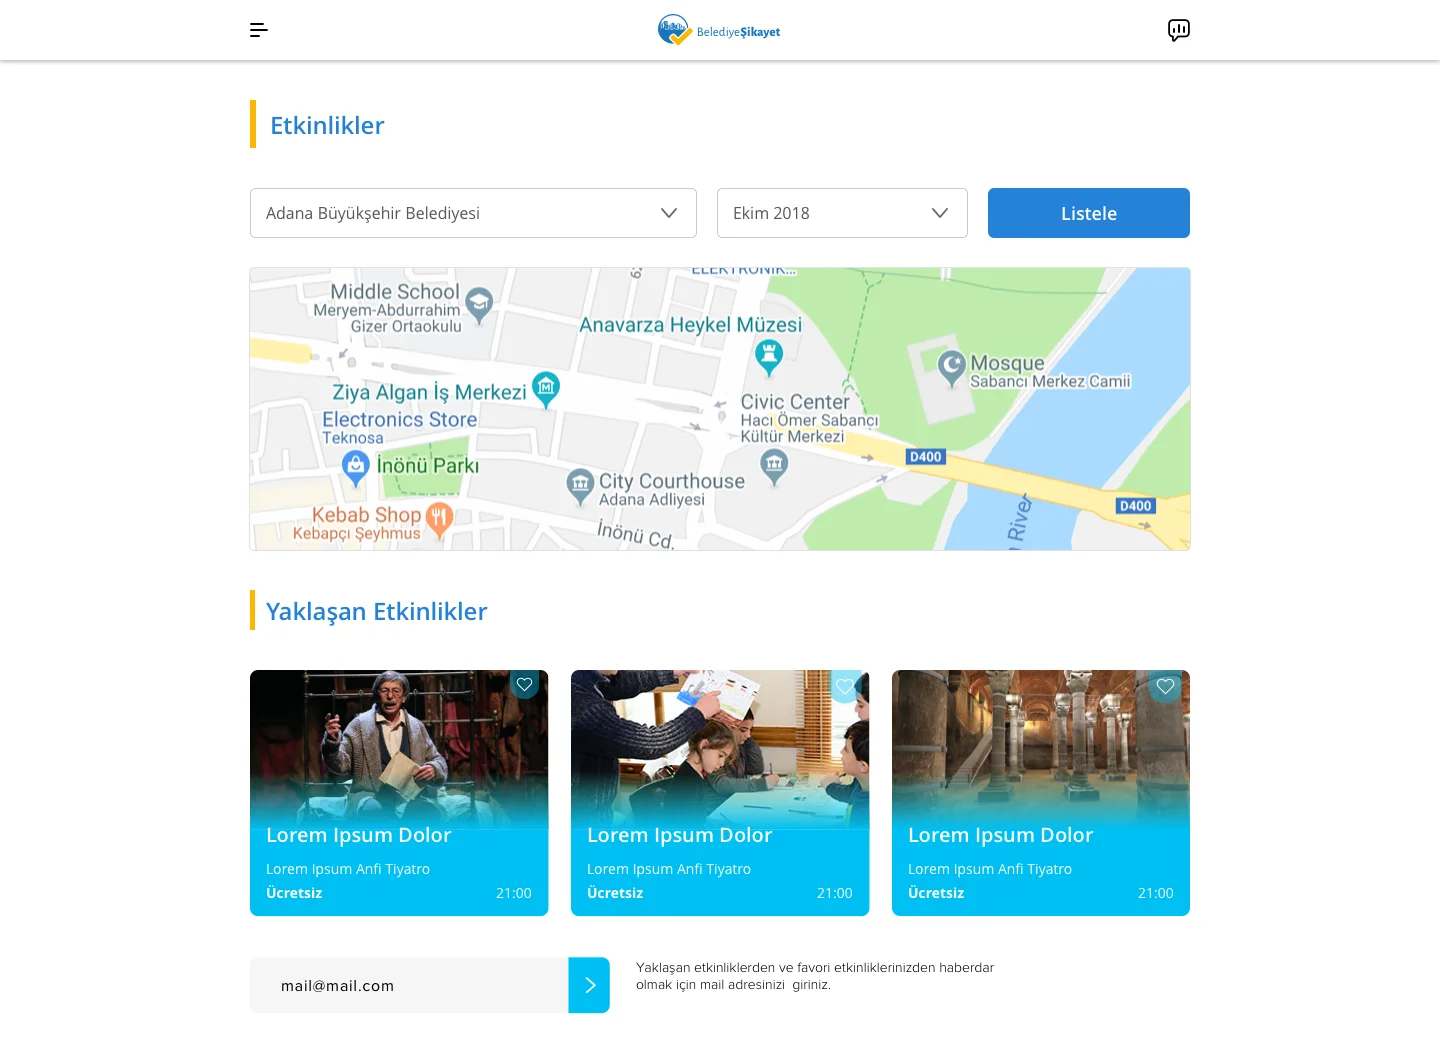 BelediyeŞikayet
Etkinlikler
Adana Büyükşehir Belediyesi
Ekim 2018
Listele
ELEKTRONİK...
Middle School
Meryem-Abdurrahim
Gizer Ortaokulu
Anavarza Heykel Müzesi
Mosque
Sabancı Merkez Camii
Ziya Algan İş Merkezi
Electronics Store
Teknosa
Civic Center
Hacı Ömer Sabancı
Kültür Merkezi
D400
İnönü Parkı
City Courthouse
Adana Adliyesi
D400
Kebab Shop
Kebapçı Şeyhmus
İnönü Cd.
River
Yaklaşan Etkinlikler
Lorem Ipsum Dolor
Lorem Ipsum Anfi Tiyatro
Ücretsiz 21:00
Lorem Ipsum Dolor
Lorem Ipsum Anfi Tiyatro
Ücretsiz 21:00
Lorem Ipsum Dolor
Lorem Ipsum Anfi Tiyatro
Ücretsiz 21:00
mail@mail.com
Yaklaşan etkinliklerden ve favori etkinliklerinizden haberdar
olmak için mail adresinizi giriniz.